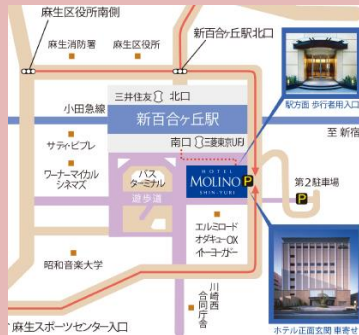 麻生区役所南側
麻生消防署
麻生区役所
新百合ヶ丘駅北口
三井住友 北口
小田急線
新百合ヶ丘駅
駅方面 歩行者用入口
至 新宿
南口 三菱東京UFJ
サティ・ビブレ
ワーナーマイカル
シネマズ
バス
ターミナル
遊歩道
HOTEL
MOLINO
SHIN-YURI
P
第2駐車場
P
エルミロード
オダキューOX
イトーヨーカドー
昭和音楽大学
川崎西
合同庁舎
麻生スポーツセンター入口
ホテル正面玄関 車寄せ